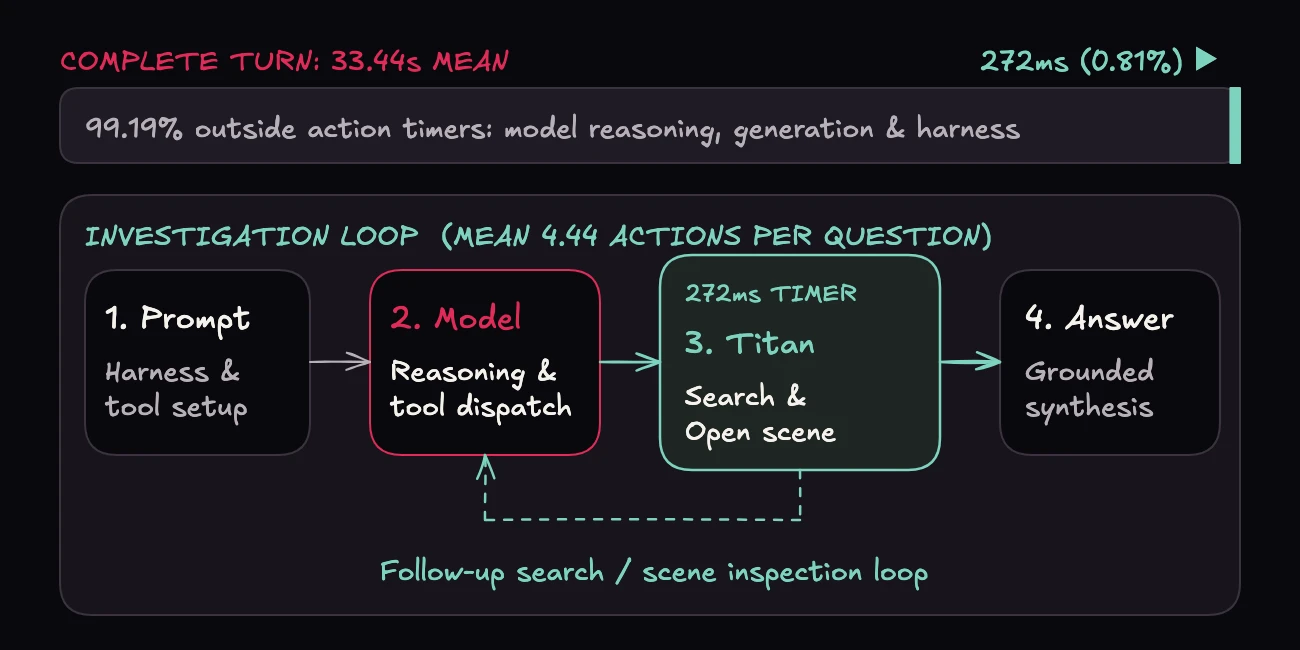 COMPLETE TURN: 33.44s MEAN
272ms (0.81%) ▶
99.19% outside action timers: model reasoning, generation & harness
INVESTIGATION LOOP (MEAN 4.44 ACTIONS PER QUESTION)
1. Prompt
Harness &
tool setup
2. Model
Reasoning &
tool dispatch
272ms TIMER
3. Titan
Search &
Open scene
4. Answer
Grounded
synthesis
Follow-up search / scene inspection loop